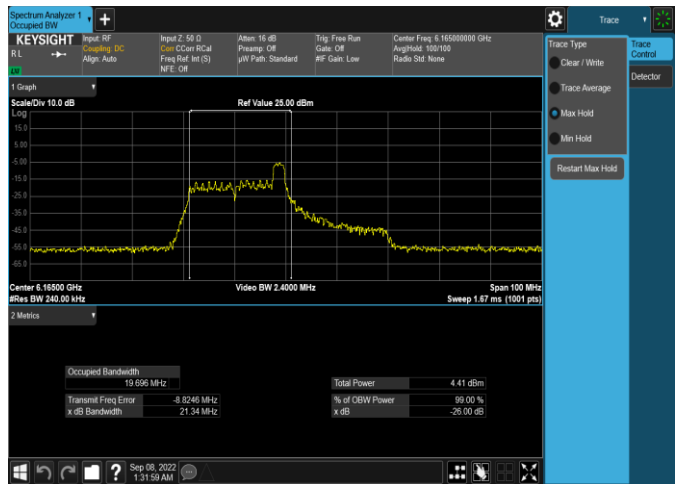 Spectrum Analyzer 1
Occupied BW
+
Trace
KEYSIGHT
RL
LXI
Input: RF
Coupling: DC
Align: Auto
Input Z: 50 Ω
Corr CCorr RCal
Freq Ref: Int (S)
NFE: Off
Atten: 16 dB
Preamp: Off
µW Path: Standard
Trig: Free Run
Gate: Off
#IF Gain: Low
Center Freq: 6.165000000 GHz
Avg|Hold: 100/100
Radio Std: None
Trace Type
Clear / Write
Trace Average
Max Hold
Min Hold
Restart Max Hold
Trace
Control
Detector
1 Graph
Scale/Div 10.0 dB
Ref Value 25.00 dBm
Log
15.0
5.00
-5.00
-15.0
-25.0
-35.0
-45.0
-55.0
-65.0
Center 6.16500 GHz
Video BW 2.4000 MHz
Span 100 MHz
#Res BW 240.00 kHz
Sweep 1.67 ms (1001 pts)
2 Metrics
Occupied Bandwidth
19.696 MHz
Transmit Freq Error -8.8246 MHz
x dB Bandwidth 21.34 MHz
Total Power 4.41 dBm
% of OBW Power 99.00 %
x dB -26.00 dB
?
Sep 08, 2022
1:31:59 AM